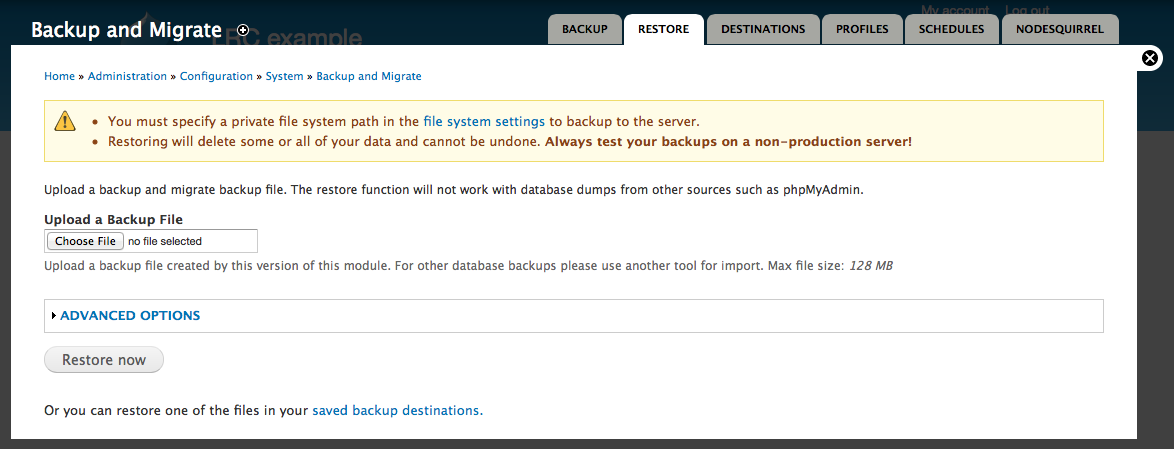 My account Log out
LRC example
Backup and Migrate
BACKUP RESTORE DESTINATIONS PROFILES SCHEDULES NODESQUIRREL
Home » Administration » Configuration » System » Backup and Migrate
• You must specify a private file system path in the file system settings to backup to the server.
• Restoring will delete some or all of your data and cannot be undone. Always test your backups on a non-production server!
Upload a backup and migrate backup file. The restore function will not work with database dumps from other sources such as phpMyAdmin.
Upload a Backup File
Choose File no file selected
Upload a backup file created by this version of this module. For other database backups please use another tool for import. Max file size: 128 MB
ADVANCED OPTIONS
Restore now
Or you can restore one of the files in your saved backup destinations.